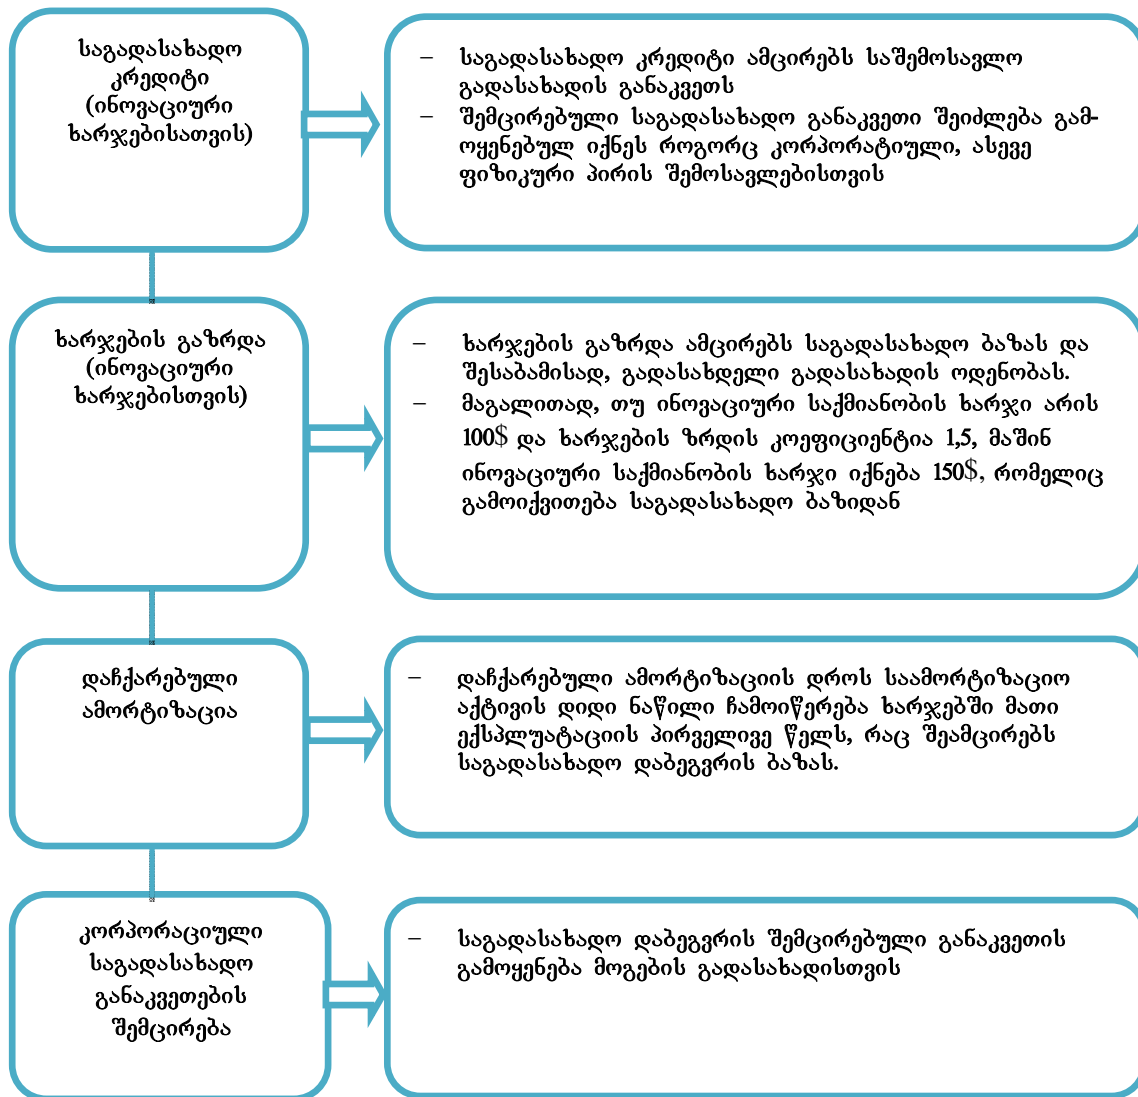 საგადასახადო
კრედიტი
(ინოვაციური
ხარჯებისათვის)
– საგადასახადო კრედიტი ამცირებს საშემოსავლო
გადასახადის განაკვეთს
– შემცირებული საგადასახადო განაკვეთი შეიძლება გამ-
ოყენებულ იქნეს როგორც კორპორატიული, ასევე
ფიზიკური პირის შემოსავლებისთვის
ხარჯების გაზრდა
(ინოვაციური
ხარჯებისთვის)
– ხარჯების გაზრდა ამცირებს საგადასახადო ბაზას და
შესაბამისად, გადასახდელი გადასახადის ოდენობას.
– მაგალითად, თუ ინოვაციური საქმიანობის ხარჯი არის
100$ და ხარჯების ზრდის კოეფიციენტია 1,5, მაშინ
ინოვაციური საქმიანობის ხარჯი იქნება 150$, რომელიც
გამოიქვითება საგადასახადო ბაზიდან
დაჩქარებული
ამორტიზაცია
– დაჩქარებული ამორტიზაციის დროს საამორტიზაციო
აქტივის დიდი ნაწილი ჩამოიწერება ხარჯებში მათი
ექსპლუატაციის პირველივე წელს, რაც შეამცირებს
საგადასახადო დაბეგვრის ბაზას.
კორპორაციული
საგადასახადო
განაკვეთების
შემცირება
– საგადასახადო დაბეგვრის შემცირებული განაკვეთის
გამოყენება მოგების გადასახადისთვის